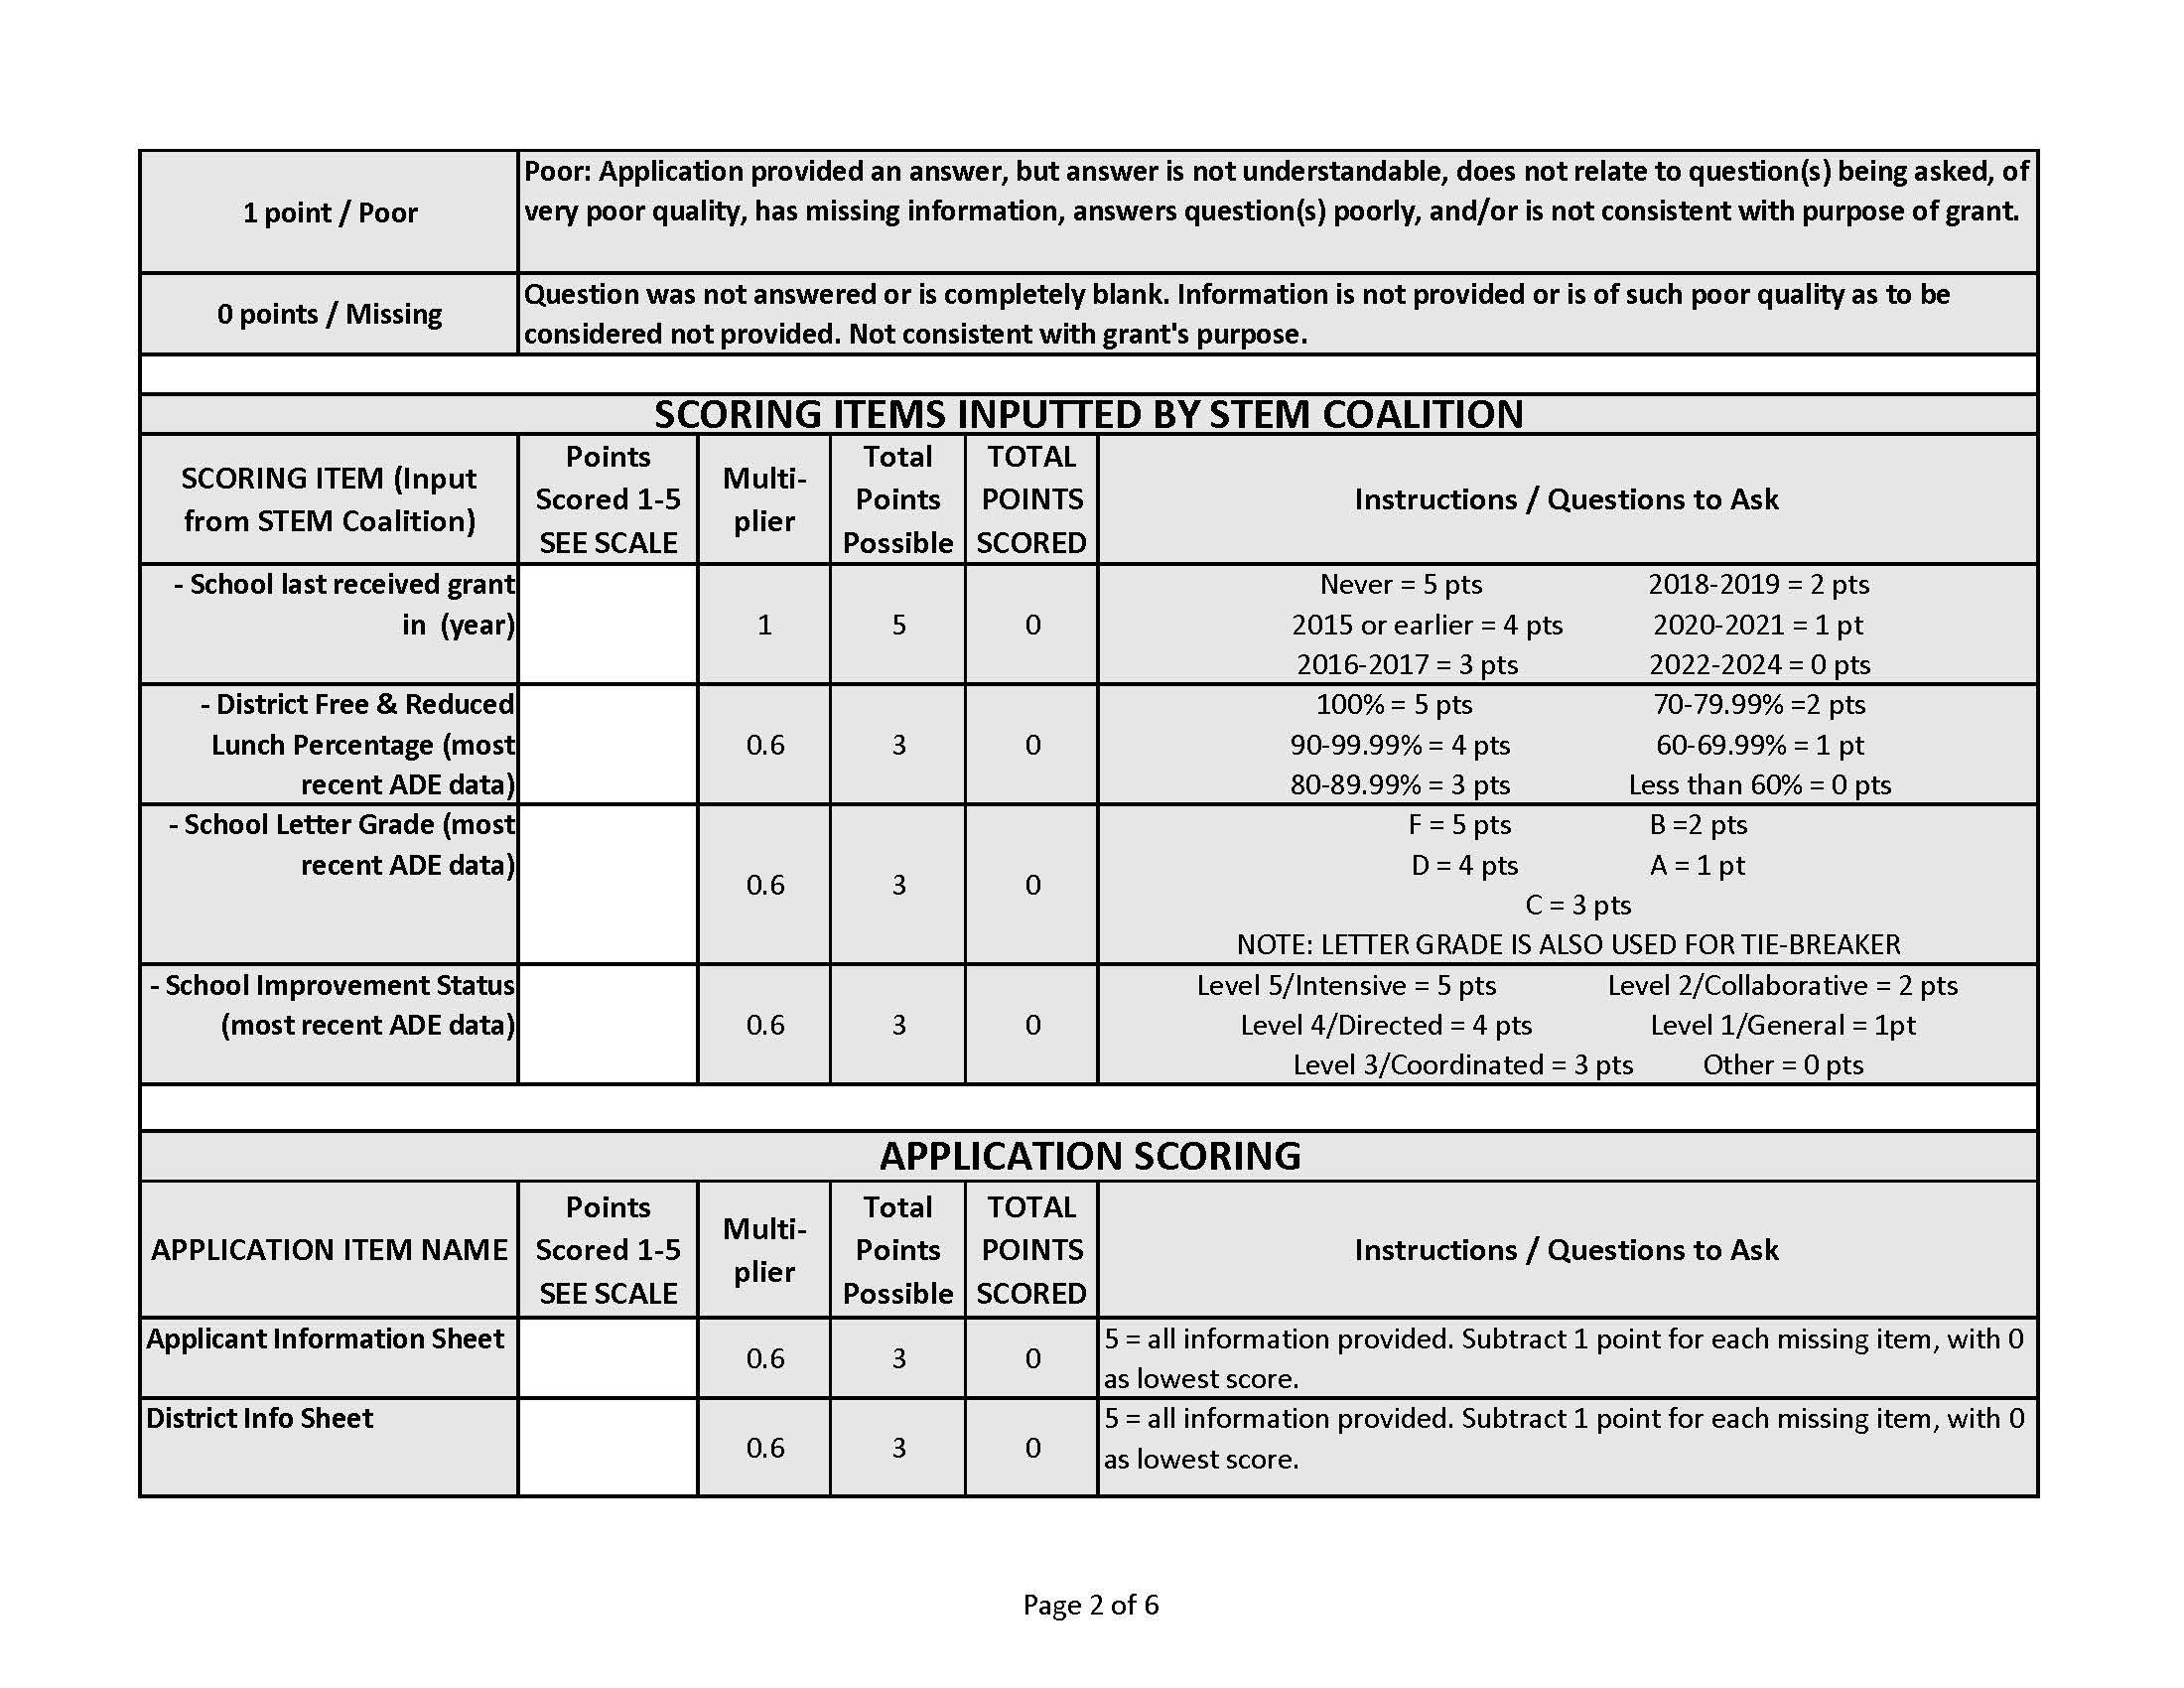 1 point / Poor
Poor: Application provided an answer, but answer is not understandable, does not relate to question(s) being asked, of
very poor quality, has missing information, answers question(s) poorly, and/or is not consistent with purpose of grant.
0 points / Missing
Question was not answered or is completely blank. Information is not provided or is of such poor quality as to be
considered not provided. Not consistent with grant's purpose.
SCORING ITEMS INPUTTED BY STEM COALITION
SCORING ITEM (Input
from STEM Coalition)
Points
Scored 1-5
SEE SCALE
Multi-
plier
Total
Points
Possible
TOTAL
POINTS
SCORED
Instructions / Questions to Ask
- School last received grant
in  (year)
1
5
0
Never = 5 pts 2018-2019 = 2 pts
2015 or earlier = 4 pts 2020-2021 = 1 pt
2016-2017 = 3 pts 2022-2024 = 0 pts
- District Free & Reduced
Lunch Percentage (most
recent ADE data)
0.6
3
0
100% = 5 pts 70-79.99% =2 pts
90-99.99% = 4 pts 60-69.99% = 1 pt
80-89.99% = 3 pts Less than 60% = 0 pts
- School Letter Grade (most
recent ADE data)
0.6
3
0
F = 5 pts B =2 pts
D = 4 pts A = 1 pt
C = 3 pts
NOTE: LETTER GRADE IS ALSO USED FOR TIE-BREAKER
- School Improvement Status
(most recent ADE data)
0.6
3
0
Level 5/Intensive = 5 pts Level 2/Collaborative = 2 pts
Level 4/Directed = 4 pts Level 1/General = 1pt
Level 3/Coordinated = 3 pts Other = 0 pts
APPLICATION SCORING
APPLICATION ITEM NAME
Points
Scored 1-5
SEE SCALE
Multi-
plier
Total
Points
Possible
TOTAL
POINTS
SCORED
Instructions / Questions to Ask
Applicant Information Sheet
0.6
3
0
5 = all information provided. Subtract 1 point for each missing item, with 0
as lowest score.
District Info Sheet
0.6
3
0
5 = all information provided. Subtract 1 point for each missing item, with 0
as lowest score.
Page 2 of 6